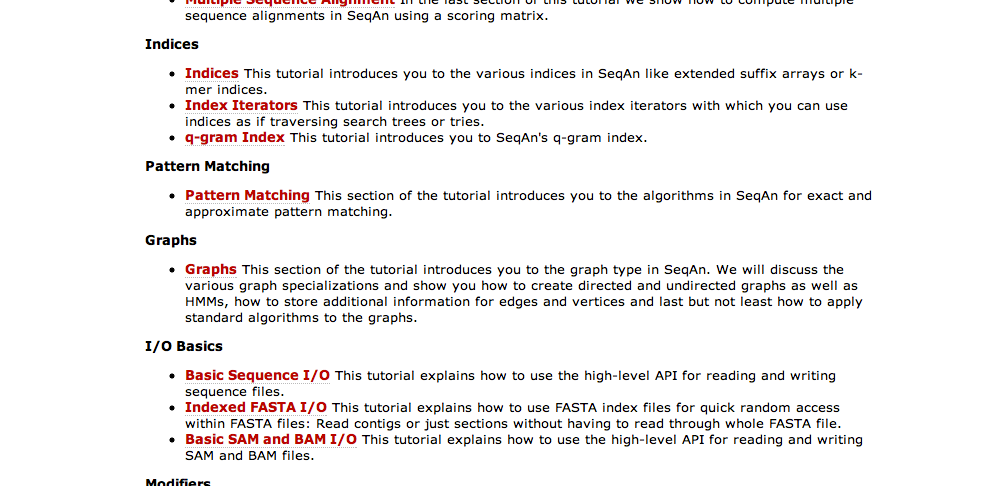 • Multiple Sequence Alignment In the last section of this tutorial we show how to compute multiple
sequence alignments in SeqAn using a scoring matrix.
Indices
• Indices This tutorial introduces you to the various indices in SeqAn like extended suffix arrays or k-
mer indices.
• Index Iterators This tutorial introduces you to the various index iterators with which you can use
indices as if traversing search trees or tries.
• q-gram Index This tutorial introduces you to SeqAn's q-gram index.
Pattern Matching
• Pattern Matching This section of the tutorial introduces you to the algorithms in SeqAn for exact and
approximate pattern matching.
Graphs
• Graphs This section of the tutorial introduces you to the graph type in SeqAn. We will discuss the
various graph specializations and show you how to create directed and undirected graphs as well as
HMMs, how to store additional information for edges and vertices and last but not least how to apply
standard algorithms to the graphs.
I/O Basics
• Basic Sequence I/O This tutorial explains how to use the high-level API for reading and writing
sequence files.
• Indexed FASTA I/O This tutorial explains how to use FASTA index files for quick random access
within FASTA files: Read contigs or just sections without having to read through whole FASTA file.
• Basic SAM and BAM I/O This tutorial explains how to use the high-level API for reading and writing
SAM and BAM files.
Modifiers